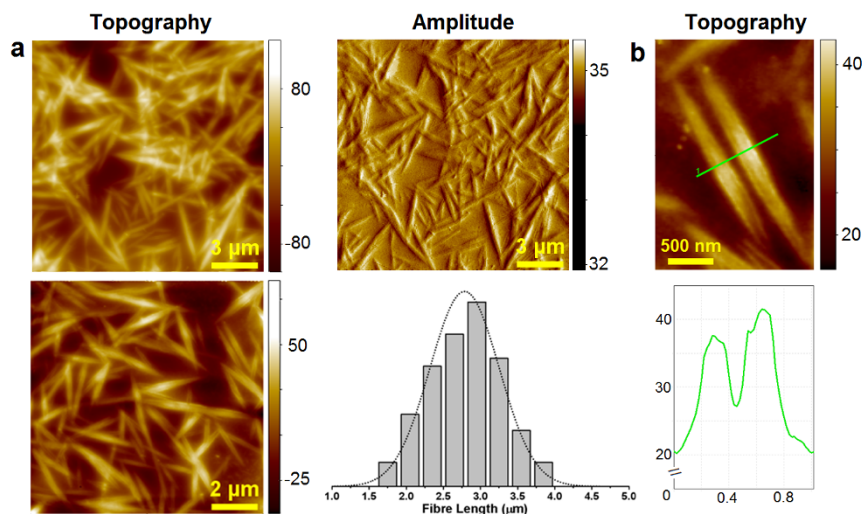 Topography
Amplitude
Topography
a
b
80
-80
3 μm
35
32
3 μm
40
20
500 nm
50
-25
2 μm
1.0 1.5 2.0 2.5 3.0 3.5 4.0 4.5 5.0
Fibre Length (μm)
40
30
20
0 0.4 0.8
1